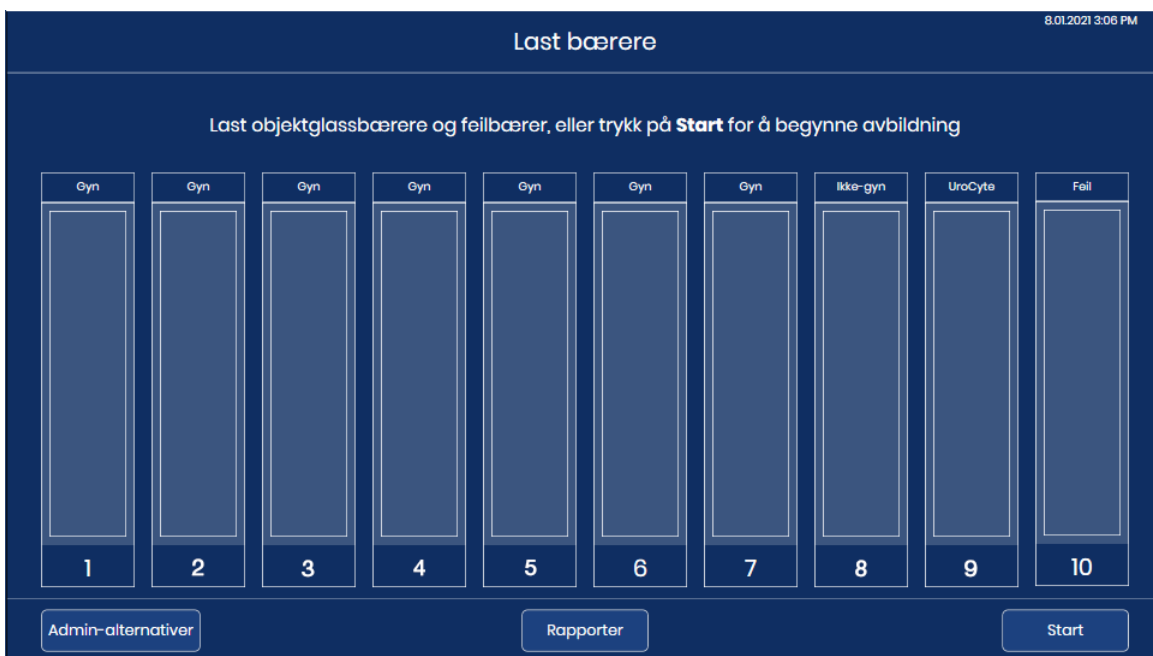 8.01.2021 3:06 PM
Last bærere
Last objektglassbærere og feilbærer, eller trykk på Start for å begynne avbildning
Gyn Gyn Gyn Gyn Gyn Gyn Gyn Ikke-gyn UroCyte Feil
1 2 3 4 5 6 7 8 9 10
Admin-alternativer Rapporter Start